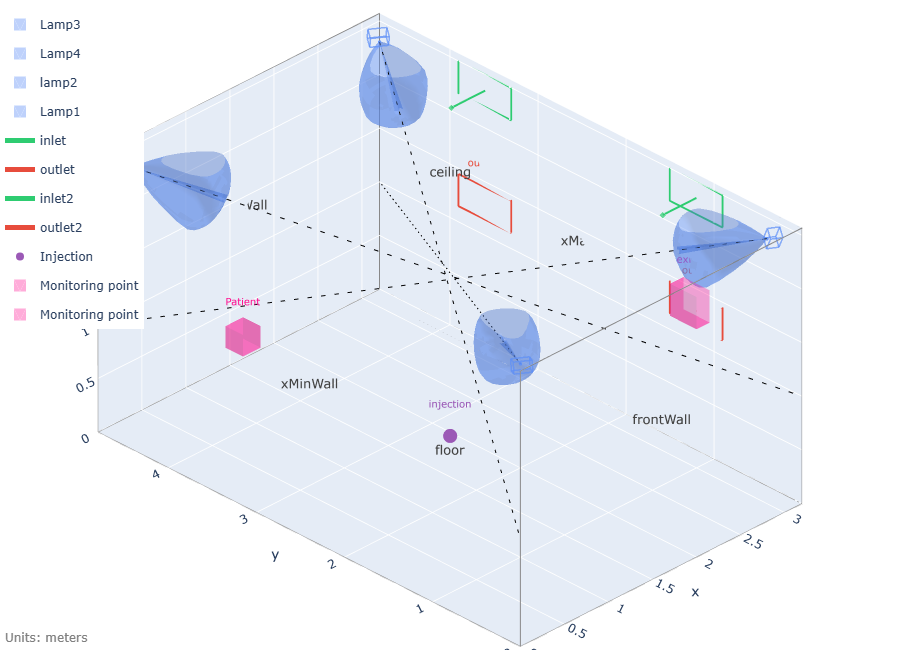 Lamp3
Lamp4
lamp2
Lamp1
inlet
outlet
inlet2
outlet2
Injection
Monitoring point
Monitoring point
ou
ceiling
xMa
Patient
xMinWall
injection
floor
frontWall
1
0.5
0
4
3
2
1
y
0.5
1
1.5
2
2.5
3
x
Units: meters